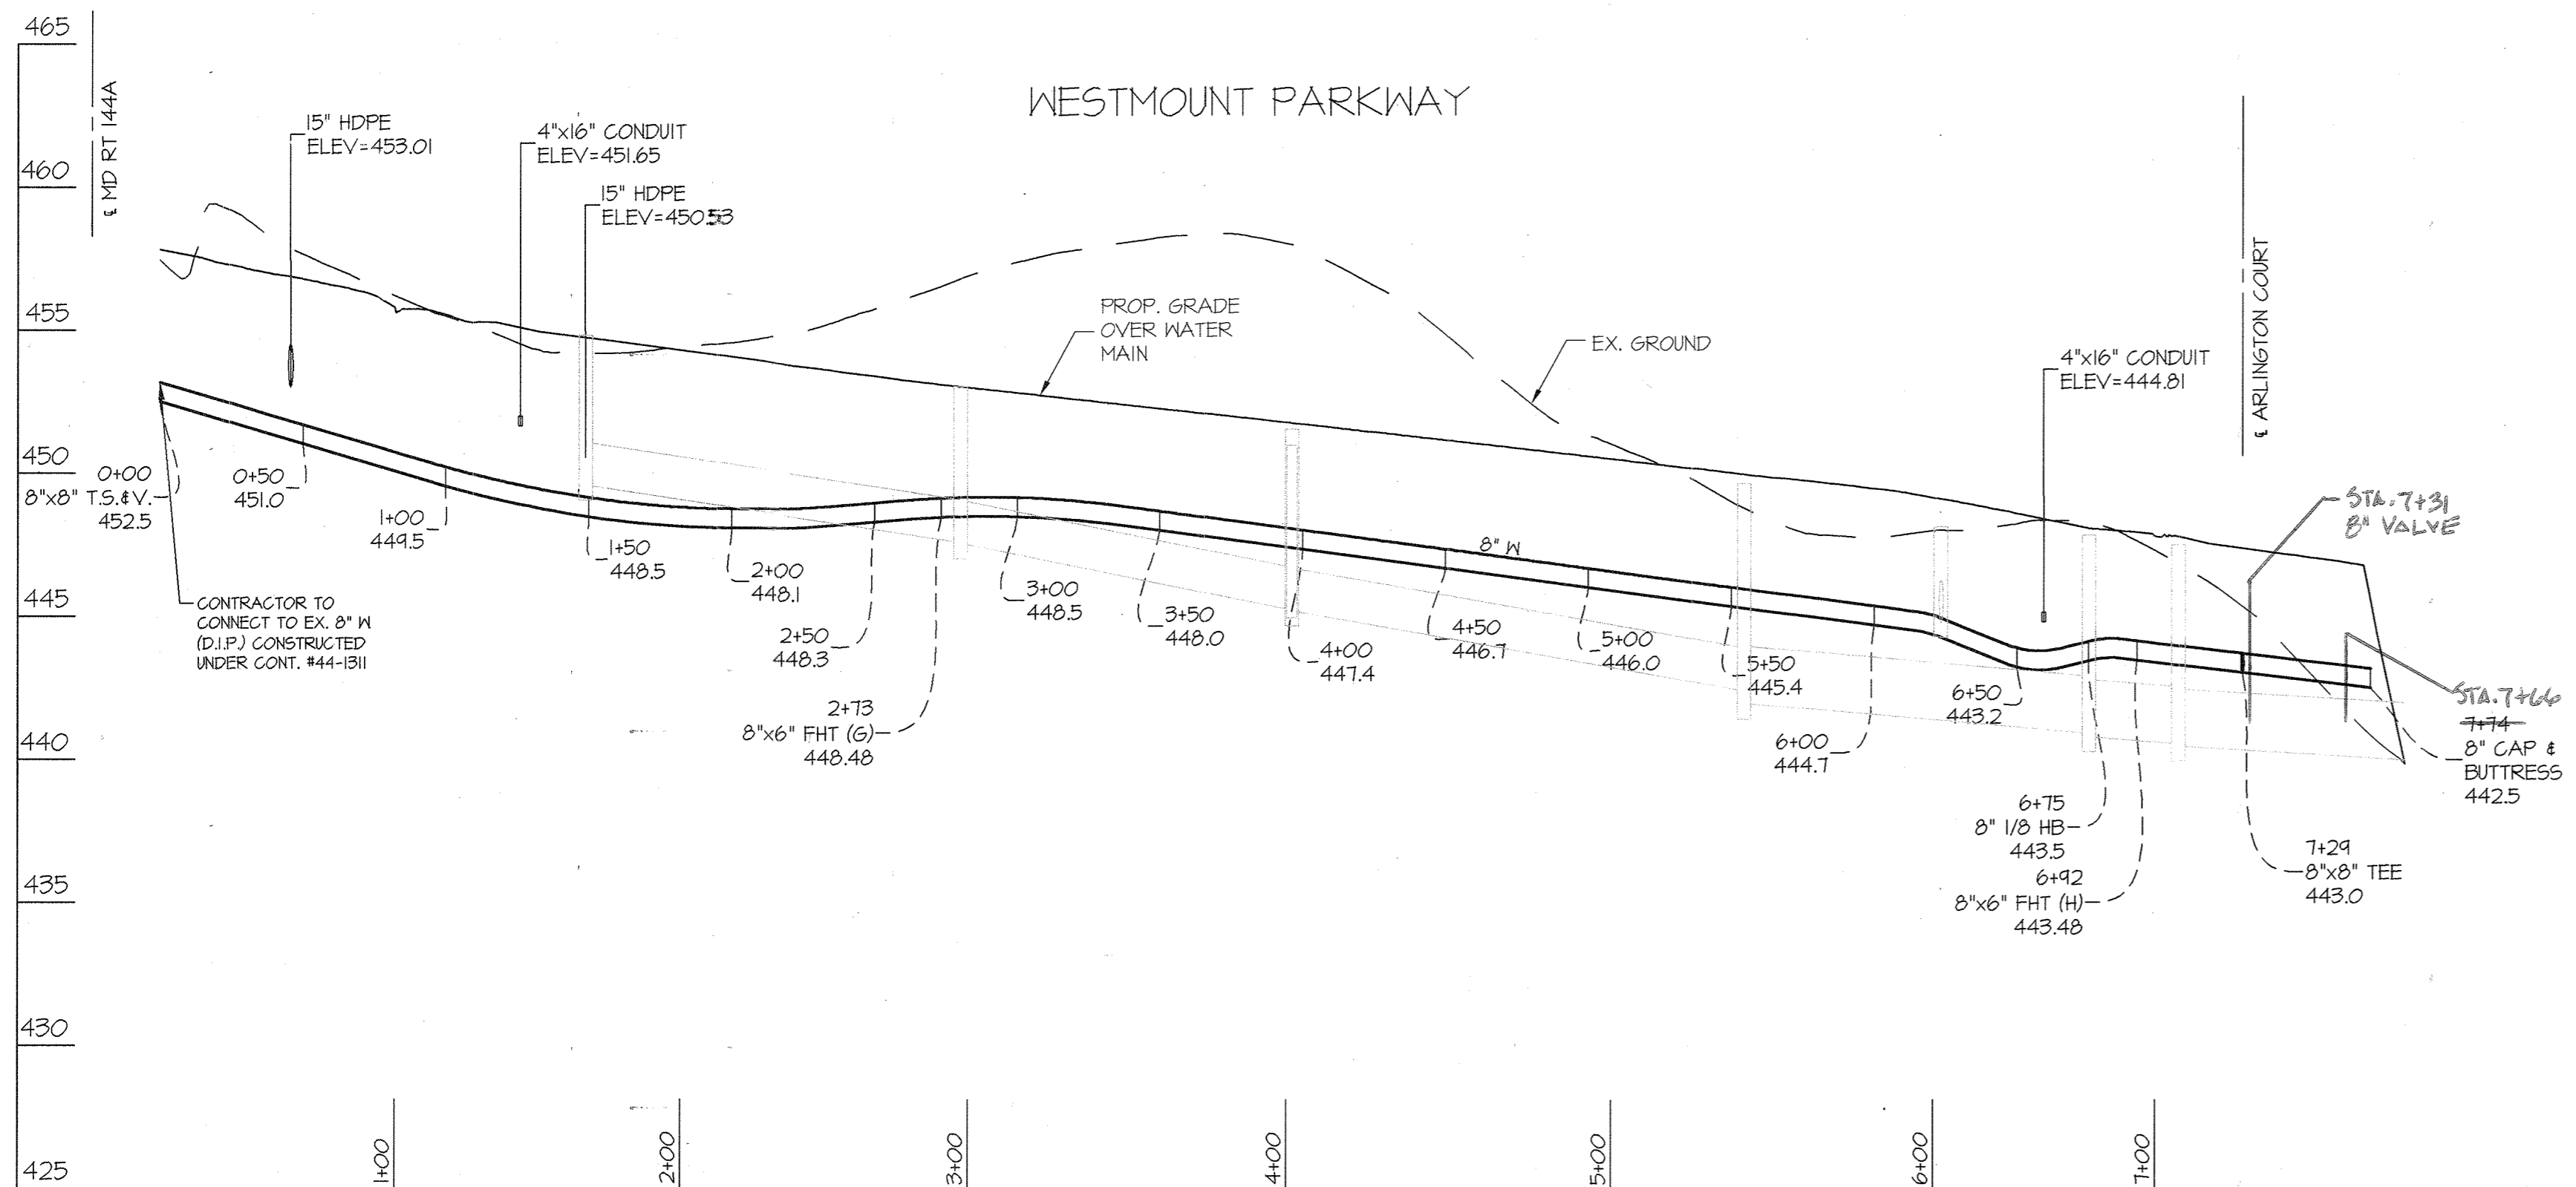 WESTMOUNT PARKWAY
465
460
455
450
445
440
435
430
425
℄ MD RT 144A
15" HDPE
ELEV=453.01
4"x16" CONDUIT
ELEV=451.65
15" HDPE
ELEV=450.53
PROP. GRADE
OVER WATER
MAIN
EX. GROUND
4"x16" CONDUIT
ELEV=444.81
℄ ARLINGTON COURT
STA. 7+31
8" VALVE
0+00
8"x8" T.S.&V.
452.5
CONTRACTOR TO
CONNECT TO EX. 8" W
(D.I.P.) CONSTRUCTED
UNDER CONT. #44-1311
0+50
451.0
1+00
449.5
1+50
448.5
2+00
448.1
2+50
448.3
2+73
8"x6" FHT (G)
448.48
3+00
448.5
3+50
448.0
4+00
447.4
8" W
4+50
446.7
5+00
446.0
5+50
445.4
6+00
444.7
6+50
443.2
6+75
8" 1/8 HB
443.5
6+92
8"x6" FHT (H)
443.48
7+29
8"x8" TEE
443.0
STA. 7+66
7+74
8" CAP &
BUTTRESS
442.5
1+00
2+00
3+00
4+00
5+00
6+00
7+00